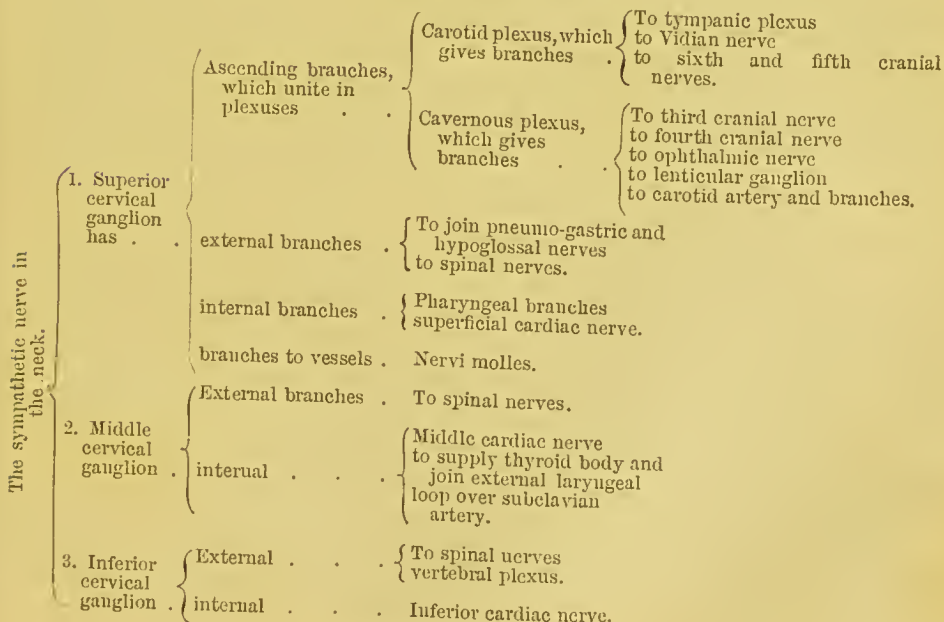 The sympathetic nerve in
the neck.
1. Superior
cervical
ganglion
has . .
Ascending brauches,
which unite in
plexuses . .
Carotid plexus, which
gives branches .
To tympanic plexus
to Vidian nerve
to sixth and fifth cranial
nerves.
Cavernous plexus,
which gives
branches . .
To third cranial nerve
to fourth cranial nerve
to ophthalmic nerve
to lenticular ganglion
to carotid artery and branches.
external branches .
To join pneumo-gastric and
hypoglossal nerves
to spinal nerves.
internal branches .
Pharyngeal branches
superficial cardiac nerve.
branches to vessels .
Nervi molles.
2. Middle
cervical
ganglion .
External branches .
To spinal nerves.
interual . . .
Middle cardiac nerve
to supply thyroid body and
join external laryngeal
loop over subclavian
artery.
3. Inferior
cervical
ganglion .
External . . .
To spinal uerves
vertebral plexus.
internal . . .
Inferior cardiac nerve.